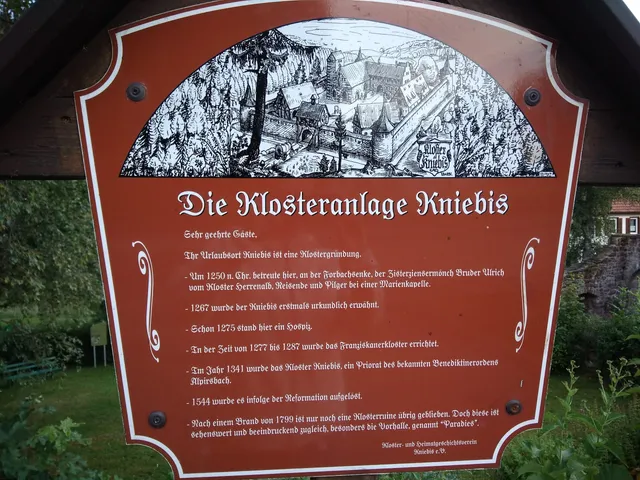 Kloster
Kniebis
Die Klosteranlage Kniebis
Sehr geehrte Gäste,
Ihr Urlaubsort Kniebis ist eine Klostergründung.
- Um 1250 n. Chr. betreute hier, an der Forbachsenke, der Zisterziensermönch Bruder Ulrich
vom Kloster Herrenalb, Reisende und Pilger bei einer Marienkapelle.
- 1267 wurde der Kniebis erstmals urkundlich erwähnt.
- Schon 1275 stand hier ein Hospiz.
- In der Zeit von 1277 bis 1287 wurde das Franziskanerkloster errichtet.
- Im Jahr 1341 wurde das Kloster Kniebis, ein Priorat des bekannten Benediktinerordens
Alpirsbach.
- 1544 wurde es infolge der Reformation aufgelöst.
- Nach einem Brand von 1799 ist nur noch eine Klosterruine übrig geblieben. Doch diese ist
sehenswert und beeindruckend zugleich, besonders die Vorhalle, genannt "Paradies".
Kloster- und Heimatgeschichtsverein
Kniebis e.V.